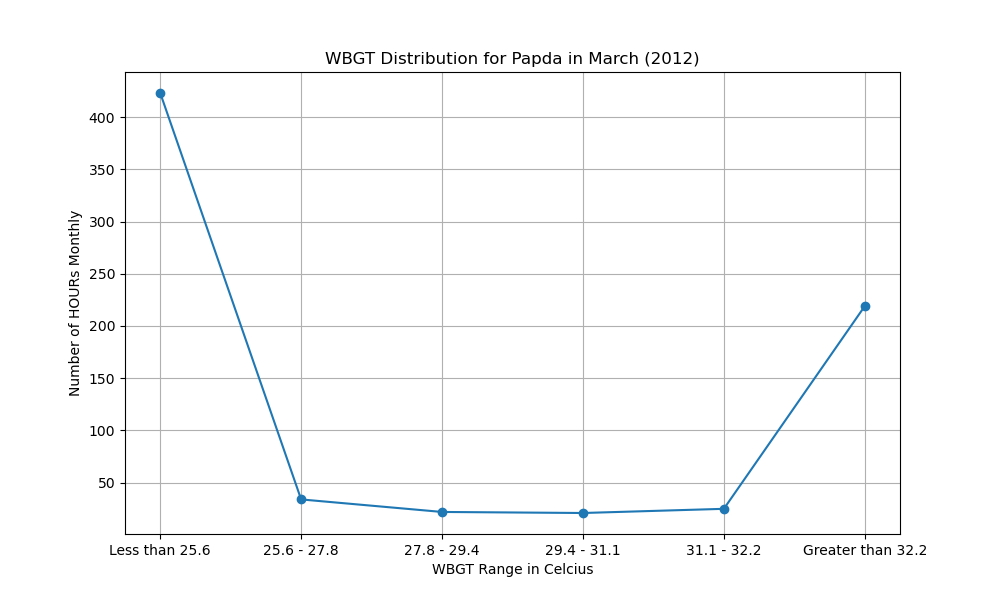 WBGT Distribution for Papda in March (2012)
Number of HOURs Monthly
400
350
300
250
200
150
100
50
Less than 25.6
25.6 - 27.8
27.8 - 29.4
29.4 - 31.1
31.1 - 32.2
Greater than 32.2
WBGT Range in Celcius